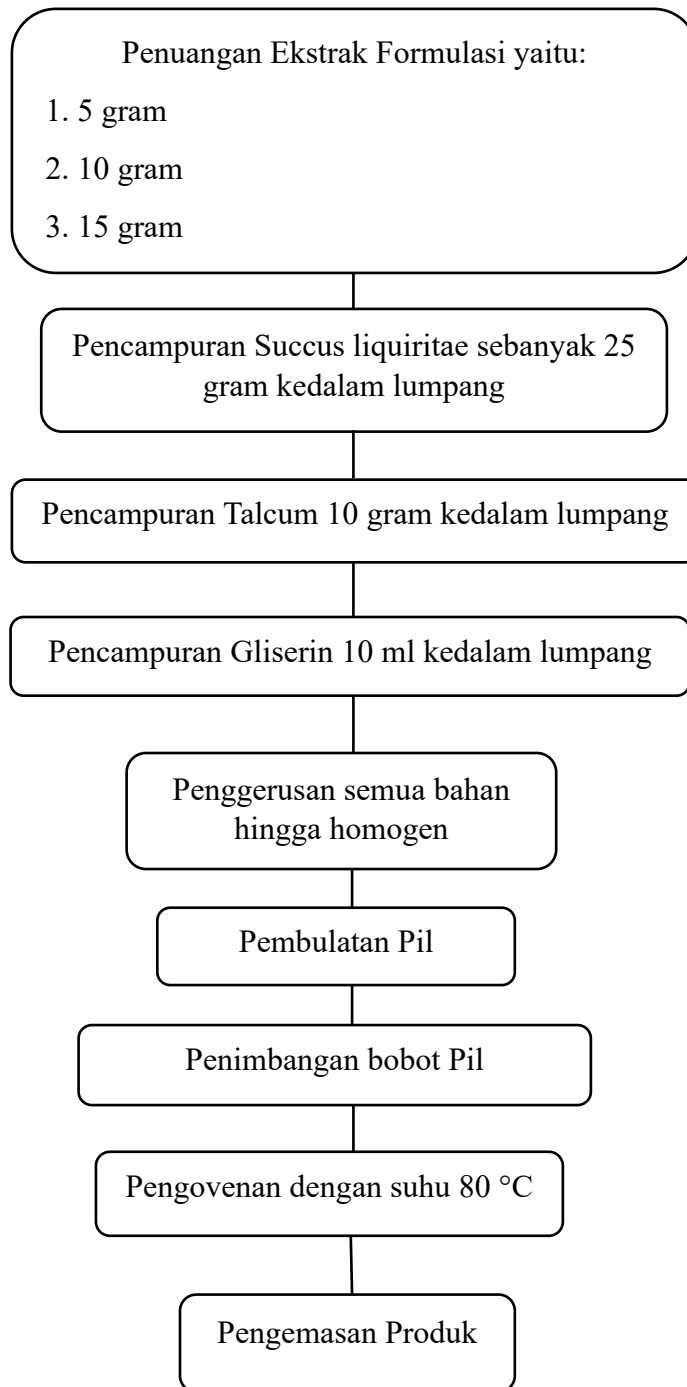 Penuangan Ekstrak Formulasi yaitu:
1. 5 gram
2. 10 gram
3. 15 gram
Pencampuran Succus liquiritae sebanyak 25
gram kedalam lumpang
Pencampuran Talcum 10 gram kedalam lumpang
Pencampuran Gliserin 10 ml kedalam lumpang
Penggerusan semua bahan
hingga homogen
Pembulatan Pil
Penimbangan bobot Pil
Pengovenan dengan suhu 80 °C
Pengemasan Produk